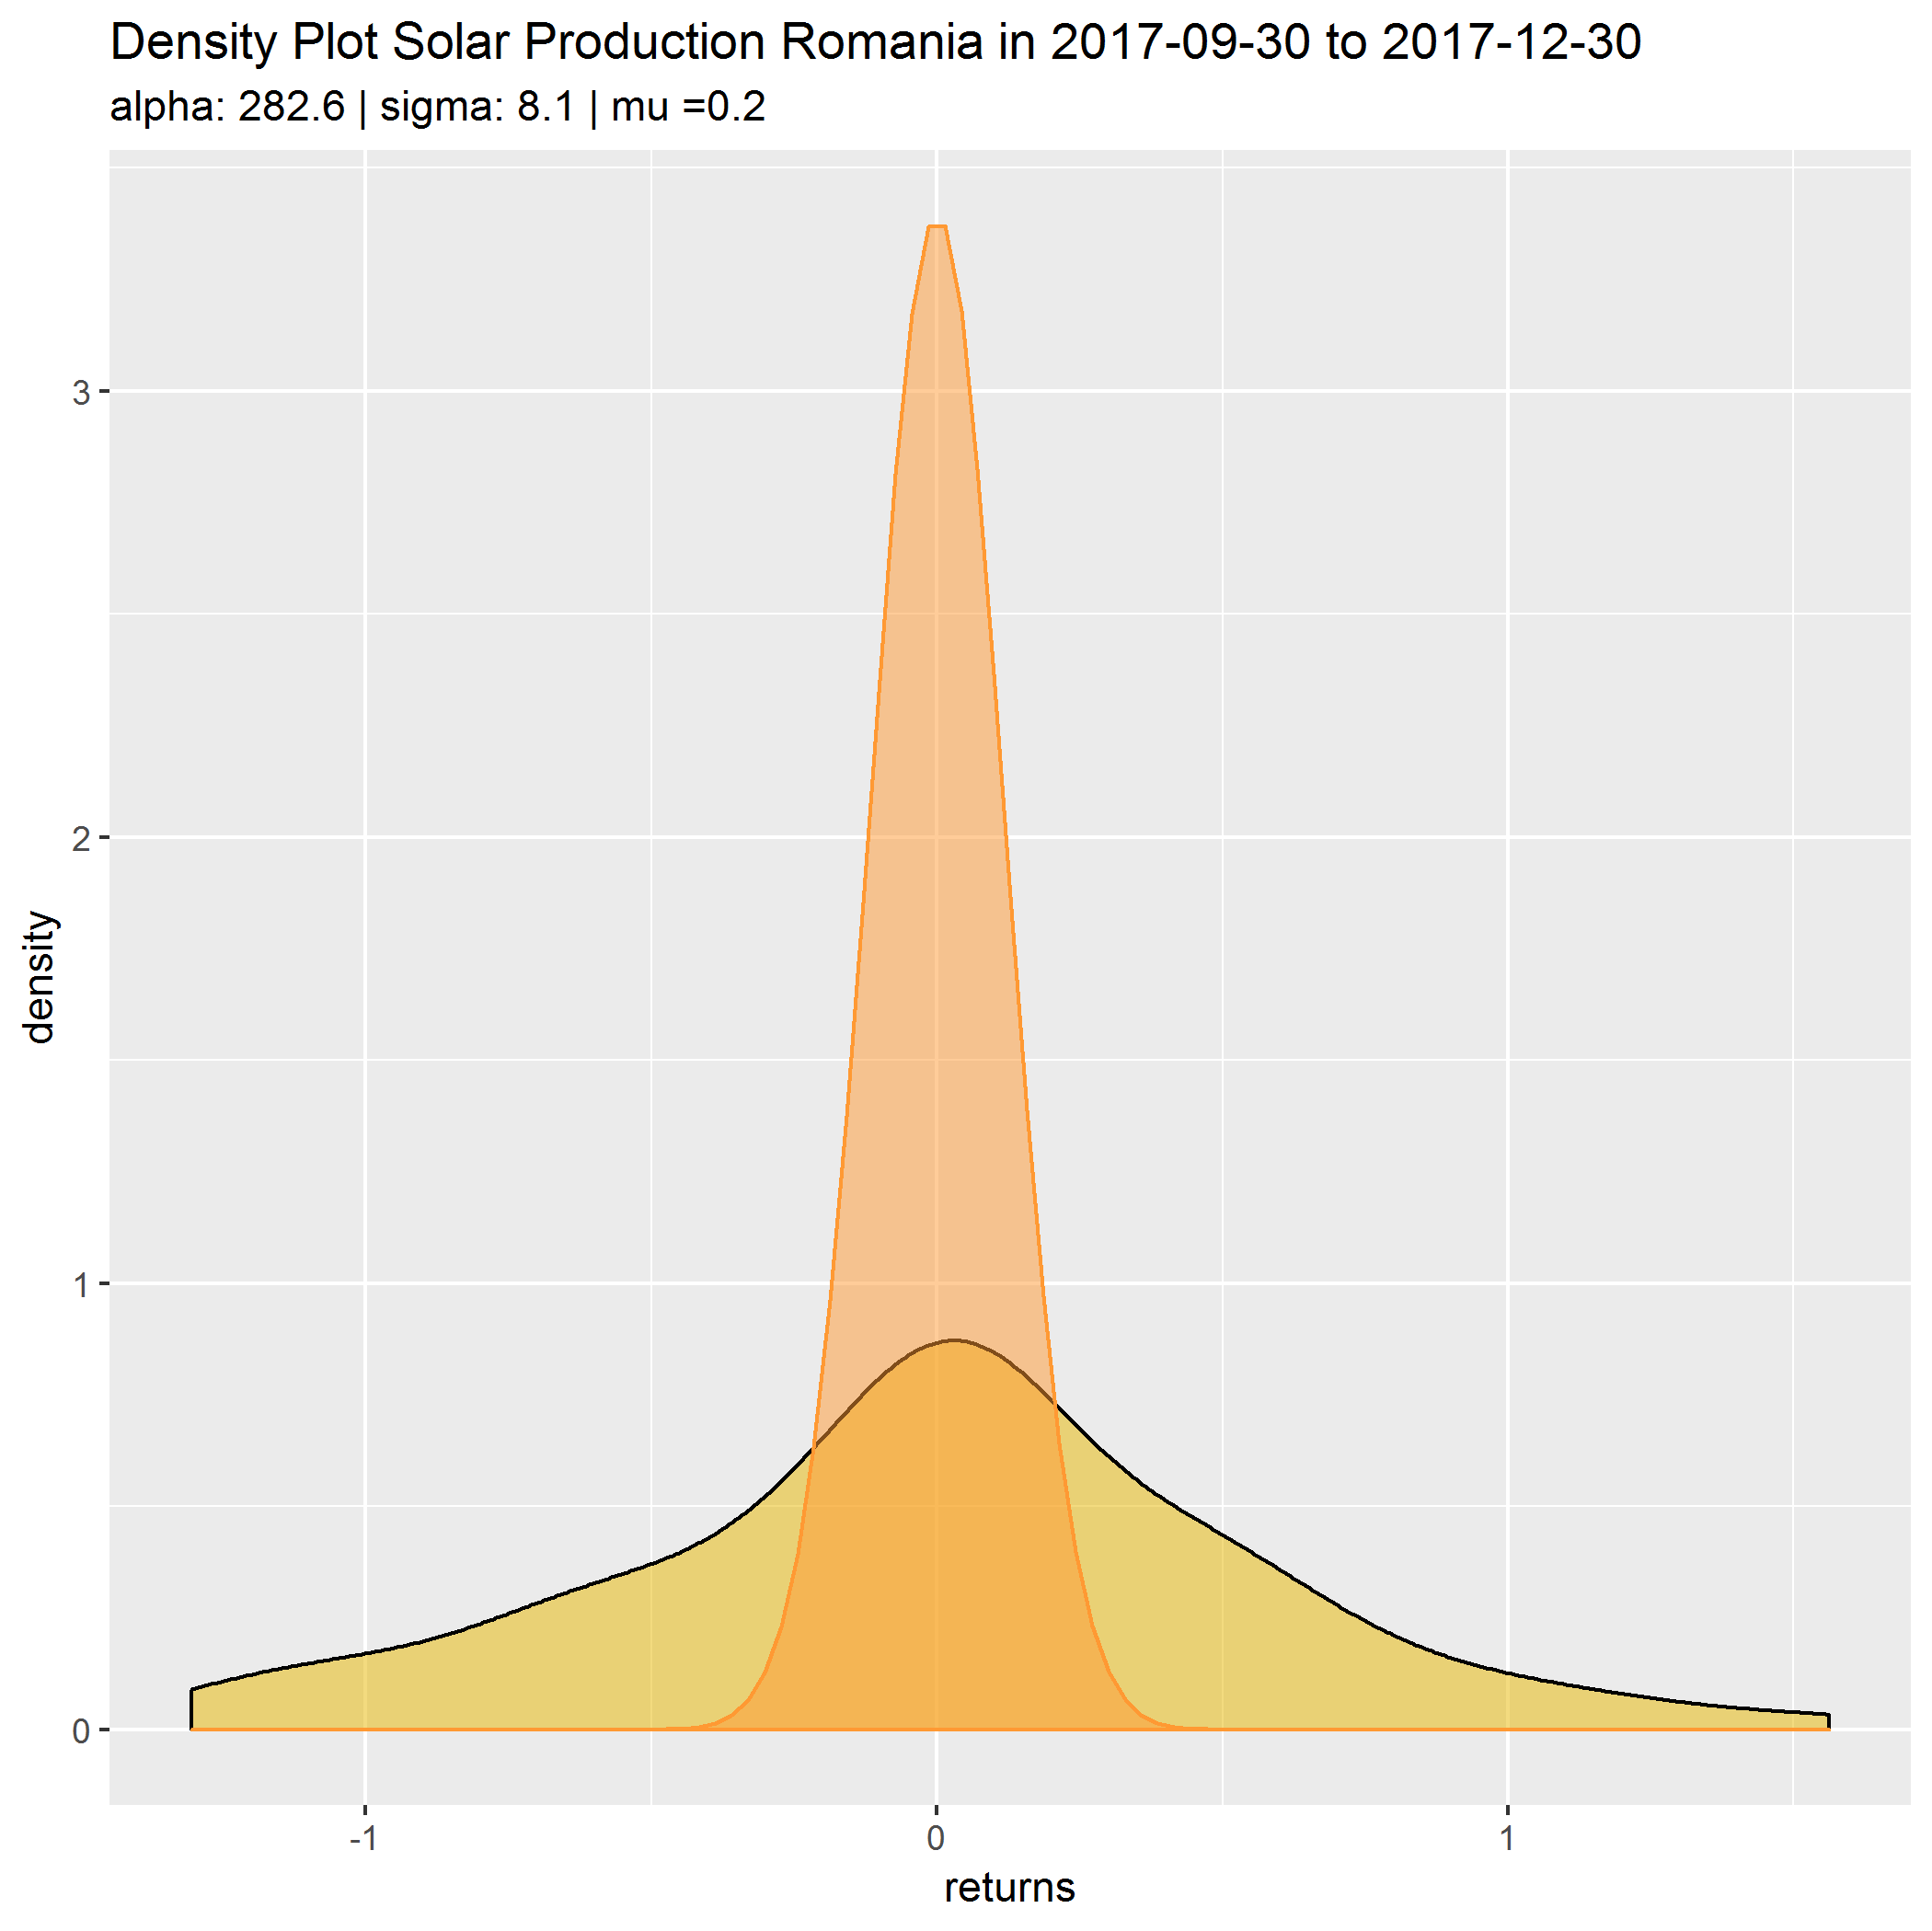 Density Plot Solar Production Romania in 2017-09-30 to 2017-12-30
alpha: 282.6 | sigma: 8.1 | mu =0.2
3
2
1
0
density
-1
0
1
returns